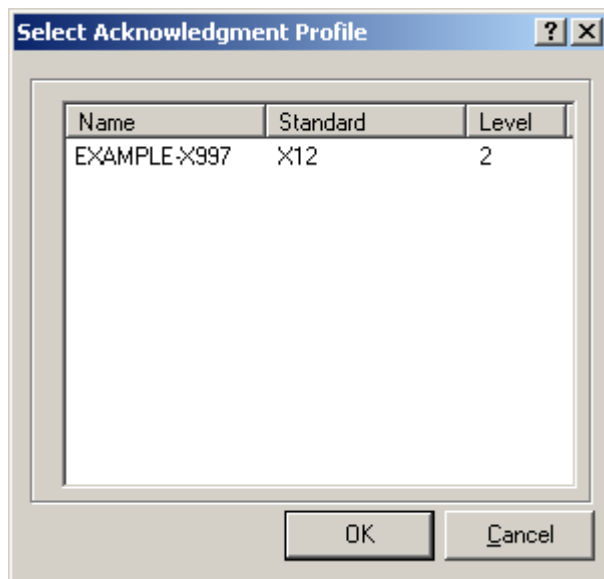 Select Acknowledgment Profile
Name Standard Level
EXAMPLE-X997 X12 2
OK Cancel